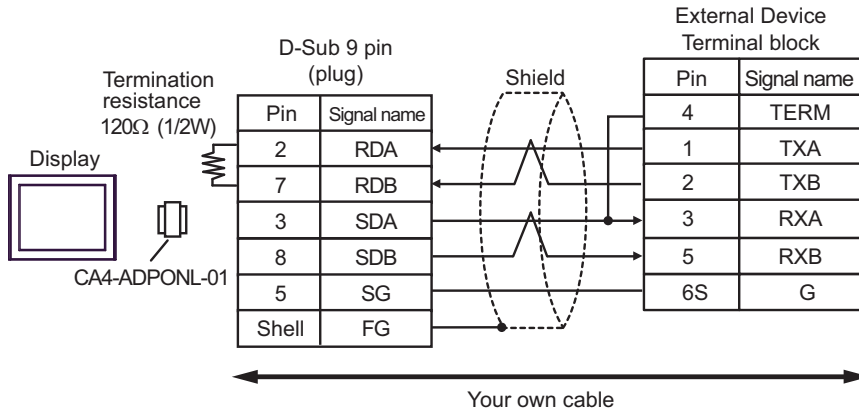 External Device
Terminal block
D-Sub 9 pin
(plug)
Shield
Termination
resistance
120Ω (1/2W)
Display
CA4-ADPONL-01
Pin Signal name
2 RDA
7 RDB
3 SDA
8 SDB
5 SG
Shell FG
Pin Signal name
4 TERM
1 TXA
2 TXB
3 RXA
5 RXB
6S G
Your own cable